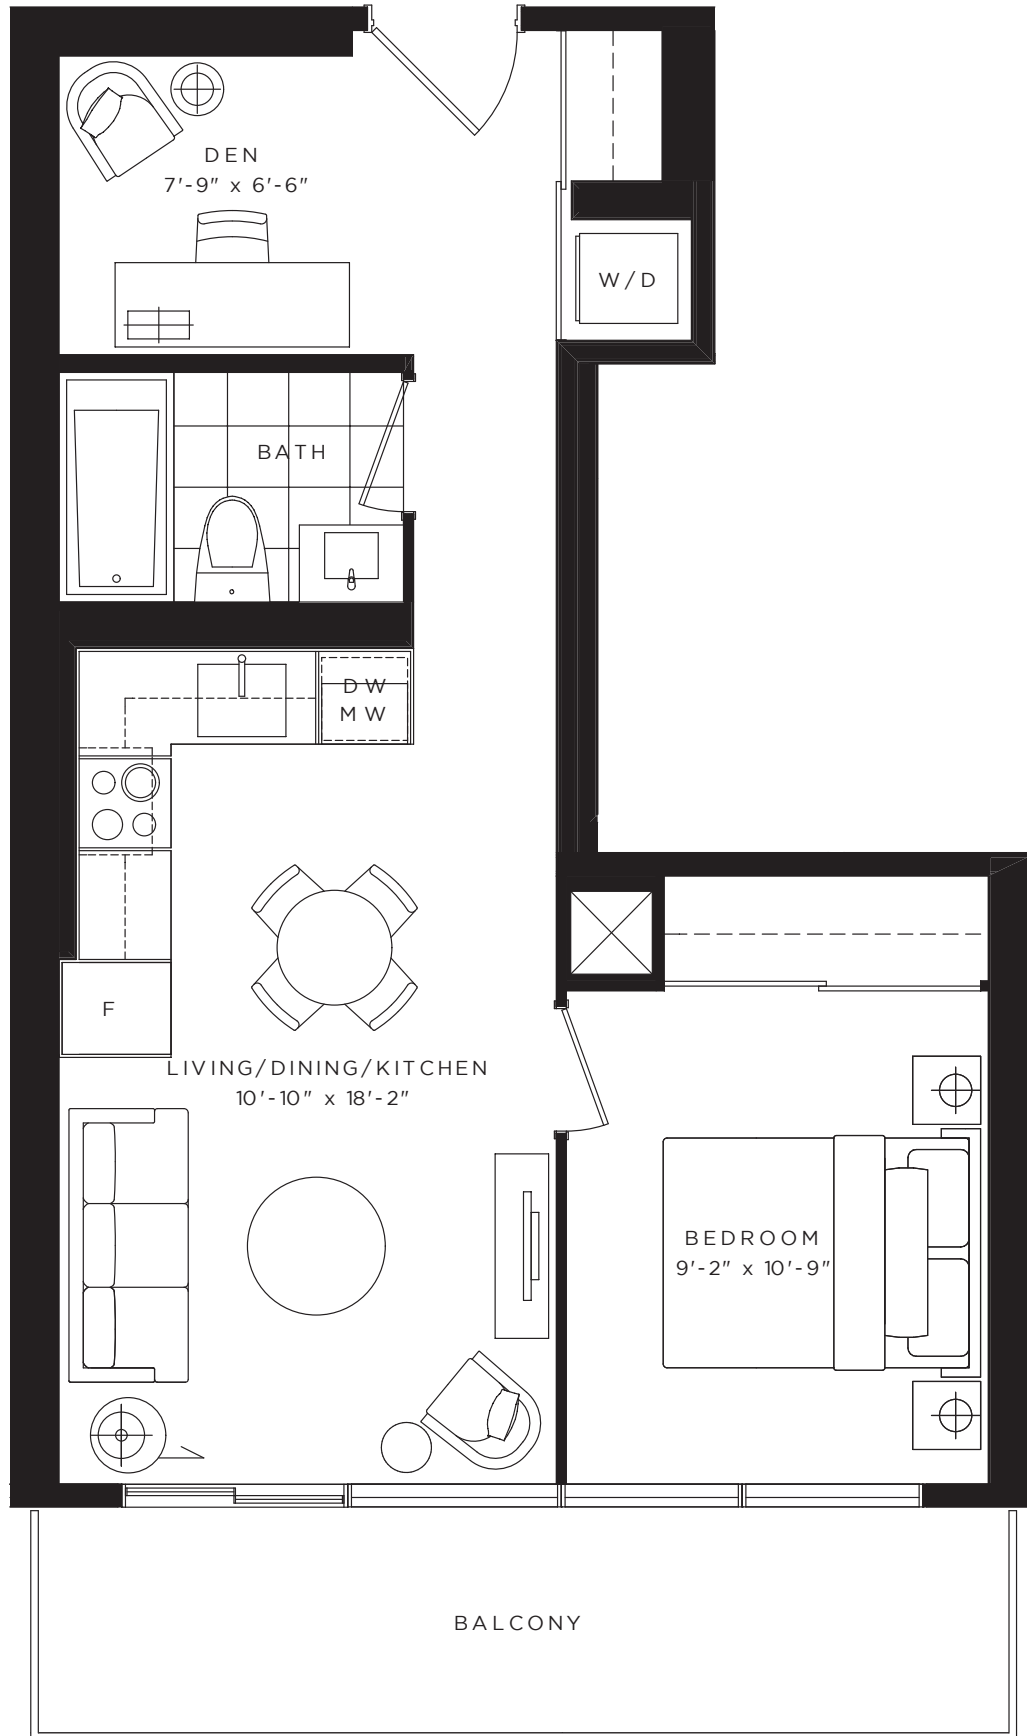 DEN
7'-9" x 6'-6"
W/D
BATH
DW
MW
F
LIVING/DINING/KITCHEN
10'-10" x 18'-2"
BEDROOM
9'-2" x 10'-9"
BALCONY